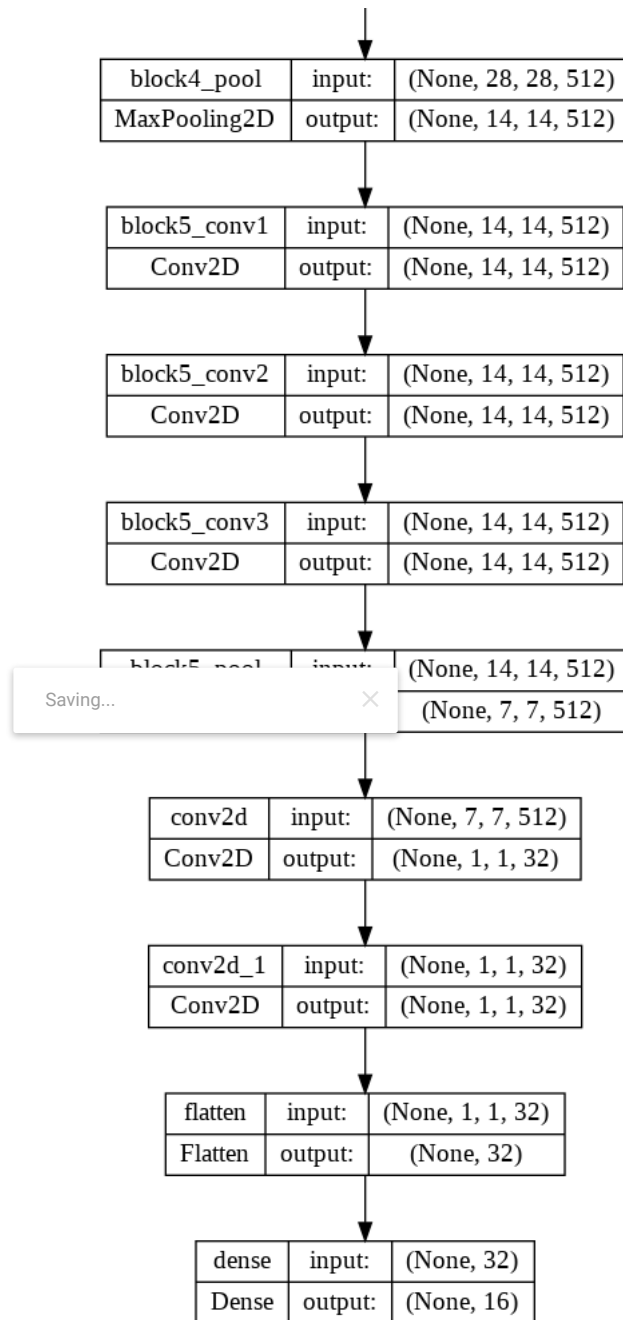 block4_pool input: (None, 28, 28, 512)
MaxPooling2D output: (None, 14, 14, 512)
block5_conv1 input: (None, 14, 14, 512)
Conv2D output: (None, 14, 14, 512)
block5_conv2 input: (None, 14, 14, 512)
Conv2D output: (None, 14, 14, 512)
block5_conv3 input: (None, 14, 14, 512)
Conv2D output: (None, 14, 14, 512)
block5_pool input: (None, 14, 14, 512)
Saving... (None, 7, 7, 512)
conv2d input: (None, 7, 7, 512)
Conv2D output: (None, 1, 1, 32)
conv2d_1 input: (None, 1, 1, 32)
Conv2D output: (None, 1, 1, 32)
flatten input: (None, 1, 1, 32)
Flatten output: (None, 32)
dense input: (None, 32)
Dense output: (None, 16)